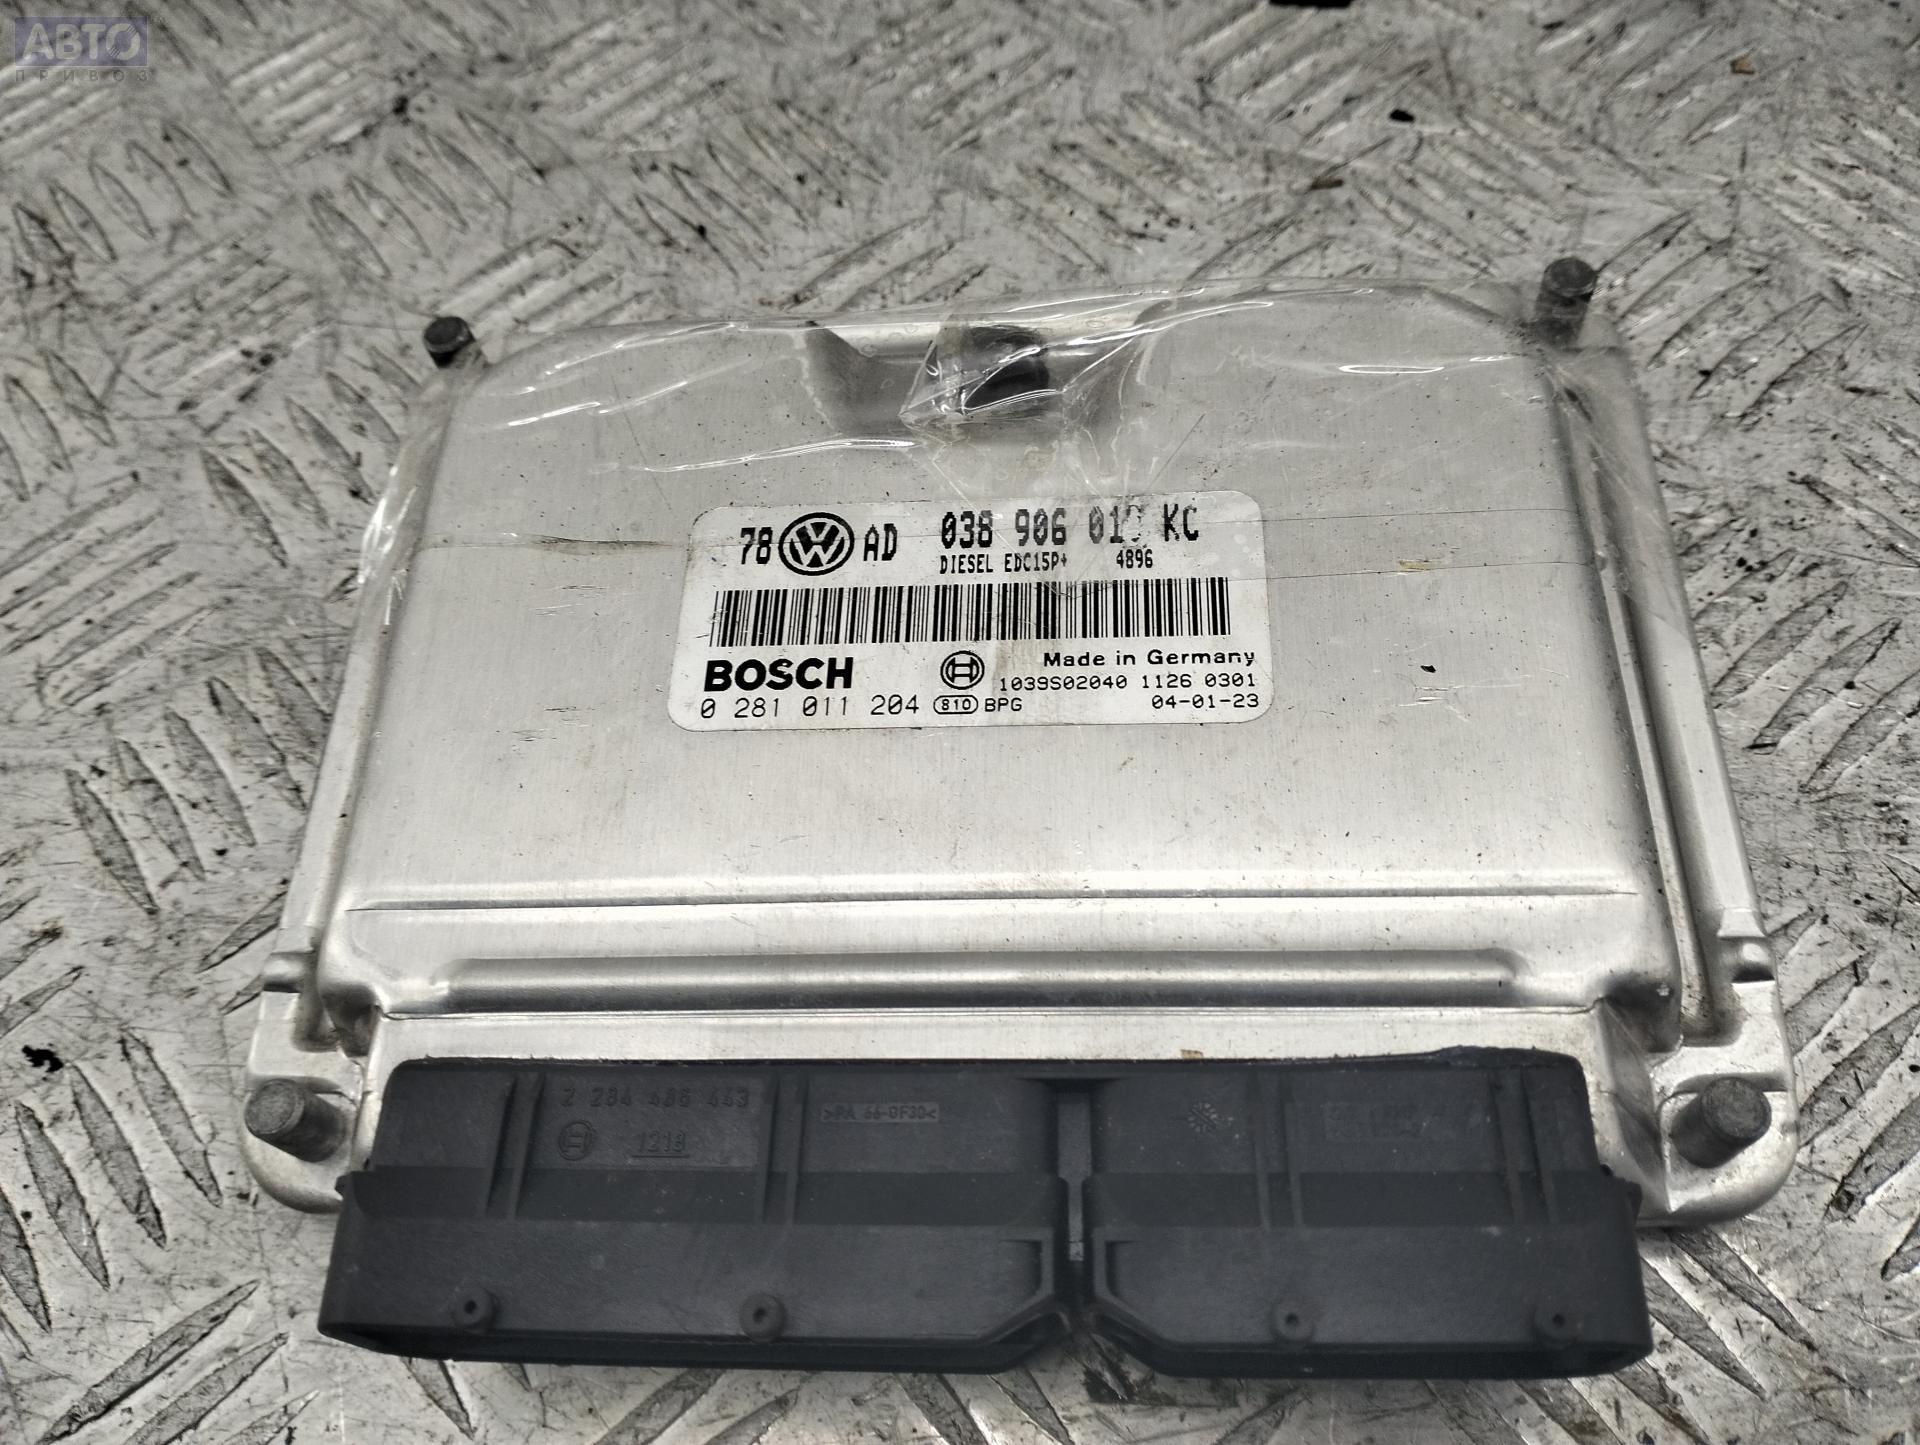 АВТО
ПРИВОЗ
78 AD 038 906 019 KC
DIESEL EDC15P+ 4896
BOSCH
Made in Germany
1039S02040 1126 0301
0 281 011 204 810 BPG 04-01-23
2 284 486 443
>PA 66-GF30<
1218